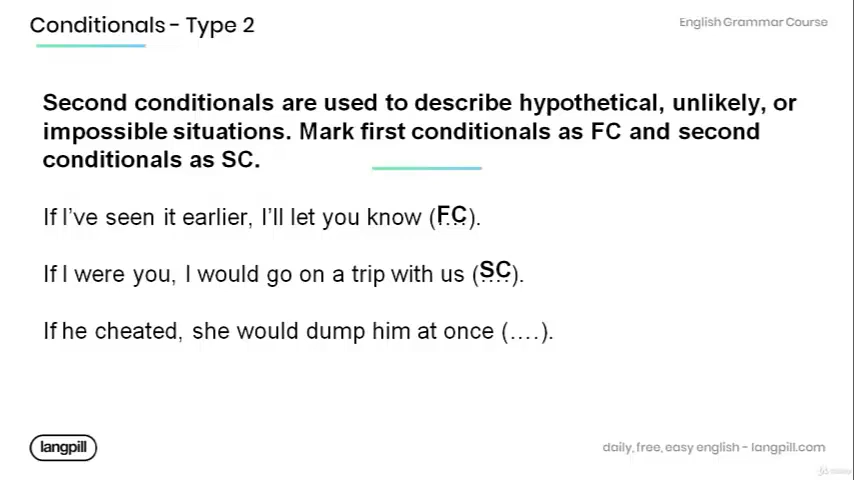 Conditionals - Type 2
English Grammar Course
Second conditionals are used to describe hypothetical, unlikely, or
impossible situations. Mark first conditionals as FC and second
conditionals as SC.
If I've seen it earlier, I'll let you know (FC).
If I were you, I would go on a trip with us (SC).
If he cheated, she would dump him at once (....).
langpill
daily, free, easy english - langpill.com